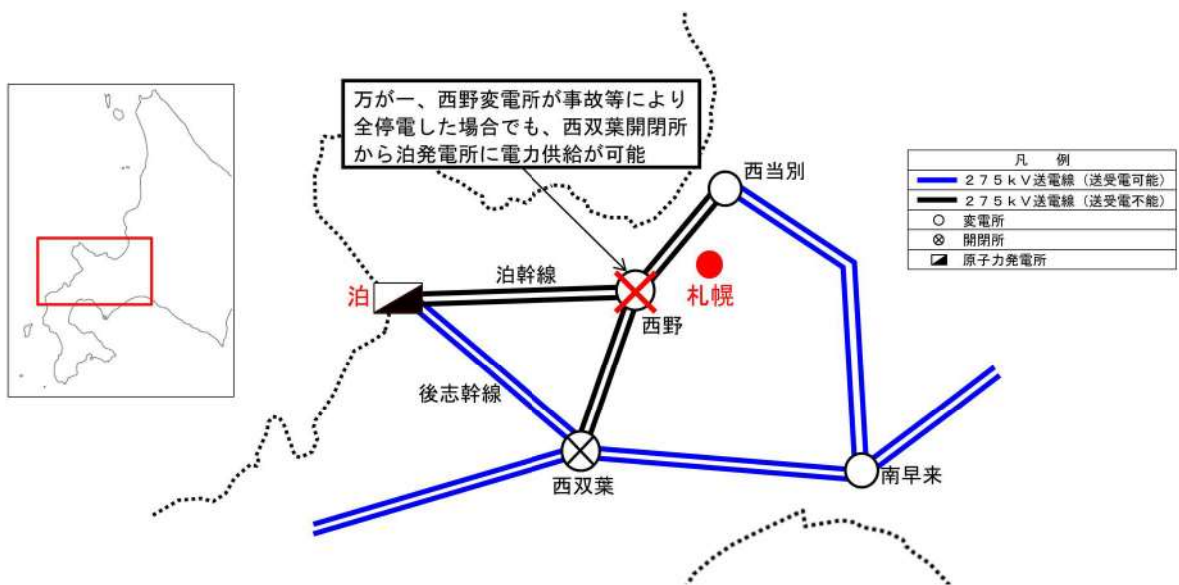 万が一、西野変電所が事故等により
全停電した場合でも、西双葉開閉所
から泊発電所に電力供給が可能
西当別
凡　例
２７５ｋＶ送電線（送受電可能）
２７５ｋＶ送電線（送受電不能）
変電所
開閉所
原子力発電所
泊幹線
泊
札幌
西野
後志幹線
西双葉
南早来